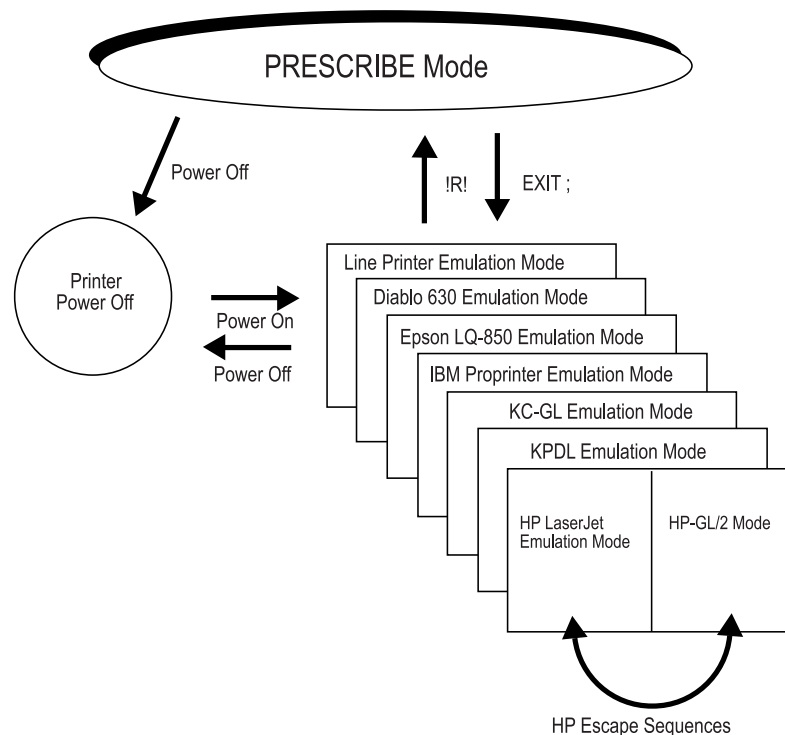 PRESCRIBE Mode
Power Off
!R!
EXIT ;
Printer
Power Off
Power On
Power Off
Line Printer Emulation Mode
Diablo 630 Emulation Mode
Epson LQ-850 Emulation Mode
IBM Proprinter Emulation Mode
KC-GL Emulation Mode
KPDL Emulation Mode
HP LaserJet
Emulation Mode
HP-GL/2 Mode
HP Escape Sequences